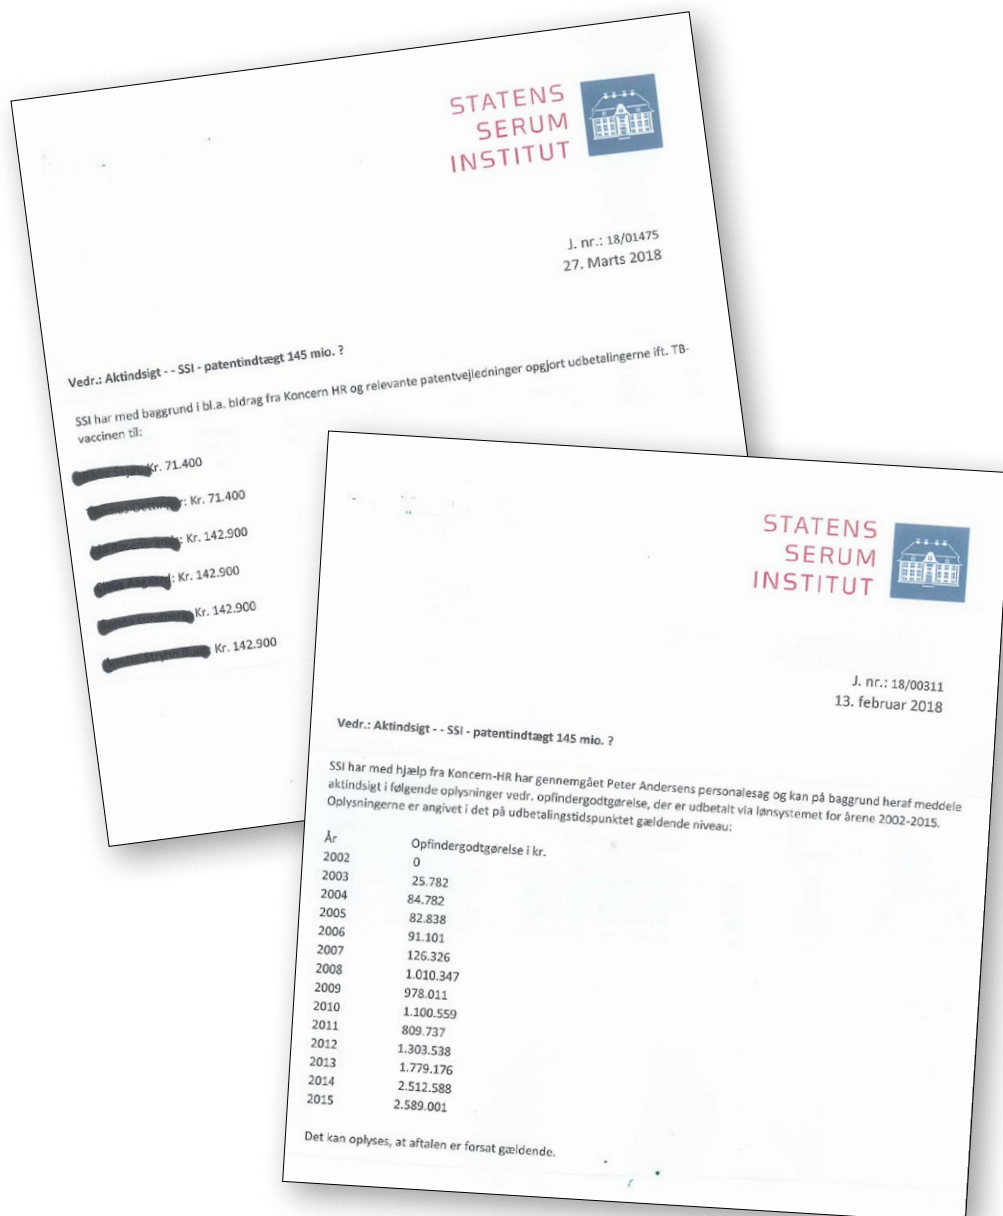 STATENS
SERUM
INSTITUT
J. nr.: 18/01475
27. Marts 2018
Vedr.: Aktindsigt - - SSI - patentindtægt 145 mio. ?
SSI har med baggrund i bl.a. bidrag fra Koncern HR og relevante patentvejledninger opgjort udbetalingerne ift. TB-
vaccinen til:
Kr. 71.400
: Kr. 71.400
: Kr. 142.900
: Kr. 142.900
Kr. 142.900
Kr. 142.900
STATENS
SERUM
INSTITUT
J. nr.: 18/00311
13. februar 2018
Vedr.: Aktindsigt - - SSI - patentindtægt 145 mio. ?
SSI har med hjælp fra Koncern-HR har gennemgået Peter Andersens personalesag og kan på baggrund heraf meddele
aktindsigt i følgende oplysninger vedr. opfindergodtgørelse, der er udbetalt via lønsystemet for årene 2002-2015.
Oplysningerne er angivet i det på udbetalingstidspunktet gældende niveau:
År Opfindergodtgørelse i kr.
2002 0
2003 25.782
2004 84.782
2005 82.838
2006 91.101
2007 126.326
2008 1.010.347
2009 978.011
2010 1.100.559
2011 809.737
2012 1.303.538
2013 1.779.176
2014 2.512.588
2015 2.589.001
Det kan oplyses, at aftalen er forsat gældende.